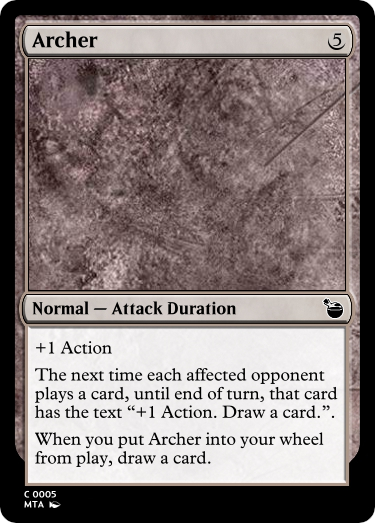 Archer
5
Normal — Attack Duration
+1 Action
The next time each affected opponent
plays a card, until end of turn, that card
has the text “+1 Action. Draw a card.”.
When you put Archer into your wheel
from play, draw a card.
C 0005
MTA